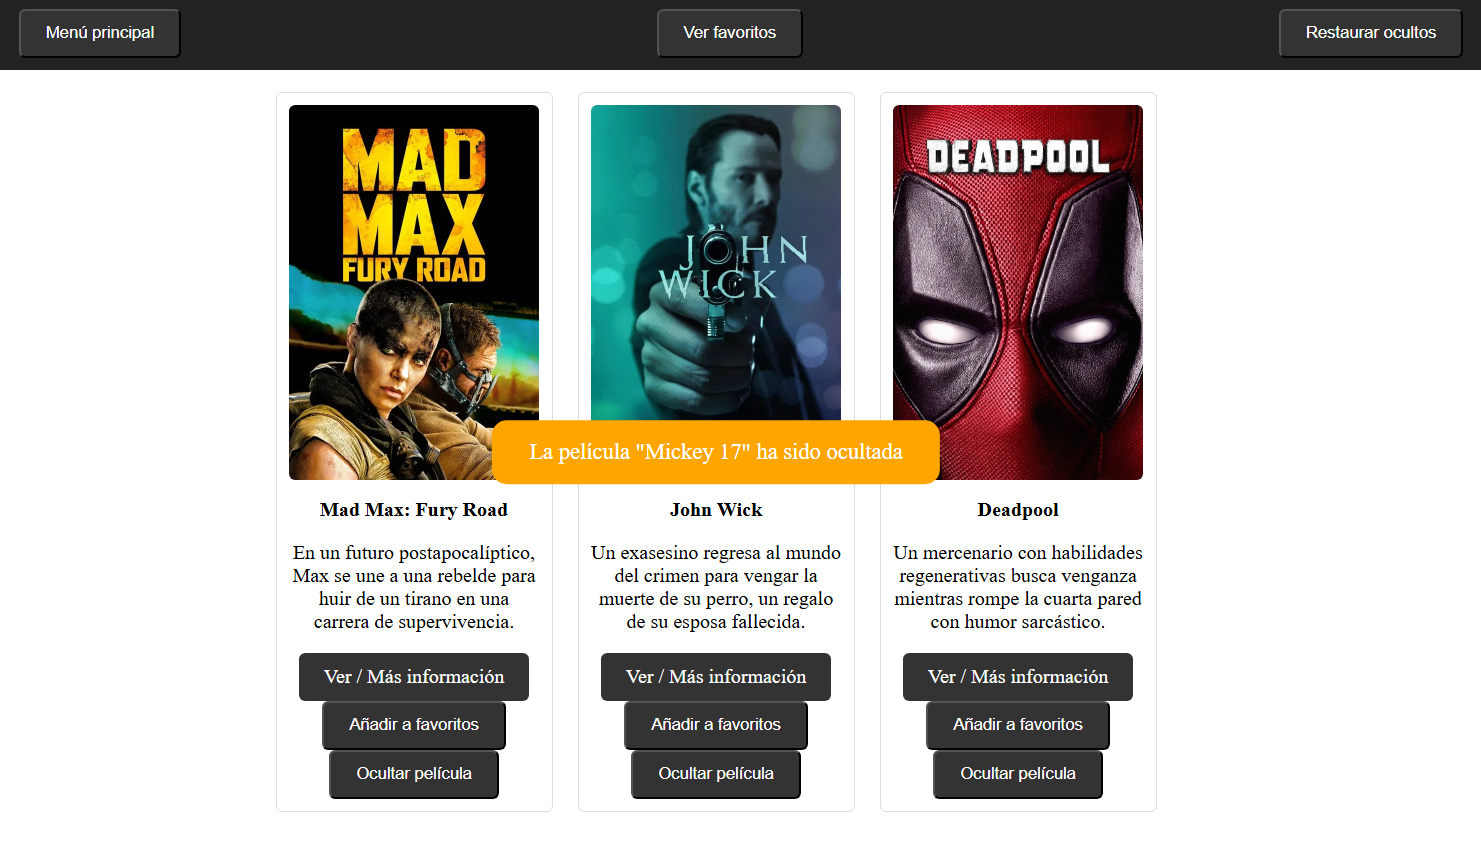 Menú principal
Ver favoritos
Restaurar ocultos
MAD
MAX
FURY ROAD
JOHN
WICK
DEADPOOL
La película "Mickey 17" ha sido ocultada
Mad Max: Fury Road
En un futuro postapocalíptico,
Max se une a una rebelde para
huir de un tirano en una
carrera de supervivencia.
Ver / Más información
Añadir a favoritos
Ocultar película
John Wick
Un exasesino regresa al mundo
del crimen para vengar la
muerte de su perro, un regalo
de su esposa fallecida.
Ver / Más información
Añadir a favoritos
Ocultar película
Deadpool
Un mercenario con habilidades
regenerativas busca venganza
mientras rompe la cuarta pared
con humor sarcástico.
Ver / Más información
Añadir a favoritos
Ocultar película